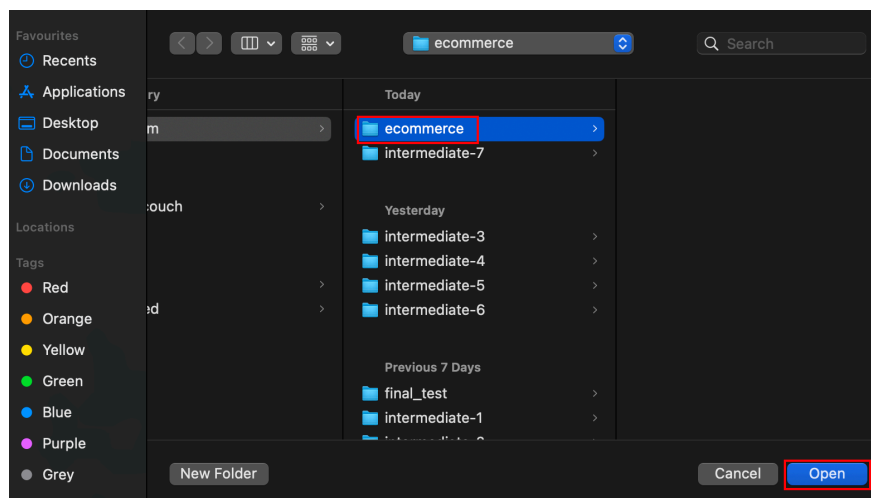 Favourites
Recents
Applications
Desktop
Documents
Downloads
Locations
Tags
Red
Orange
Yellow
Green
Blue
Purple
Grey
ecommerce
Search
ry
m
couch
ed
Today
ecommerce
intermediate-7
Yesterday
intermediate-3
intermediate-4
intermediate-5
intermediate-6
Previous 7 Days
final_test
intermediate-1
New Folder
Cancel
Open